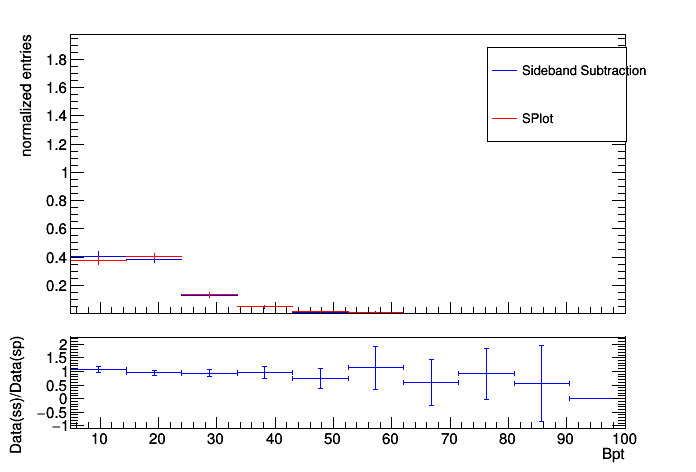 normalized entries
1.8
1.6
1.4
1.2
1
0.8
0.6
0.4
0.2
Sideband Subtraction
SPlot
Data(ss)/Data(sp)
2
1.5
1
0.5
0
−0.5
−1
10 20 30 40 50 60 70 80 90 100
Bpt